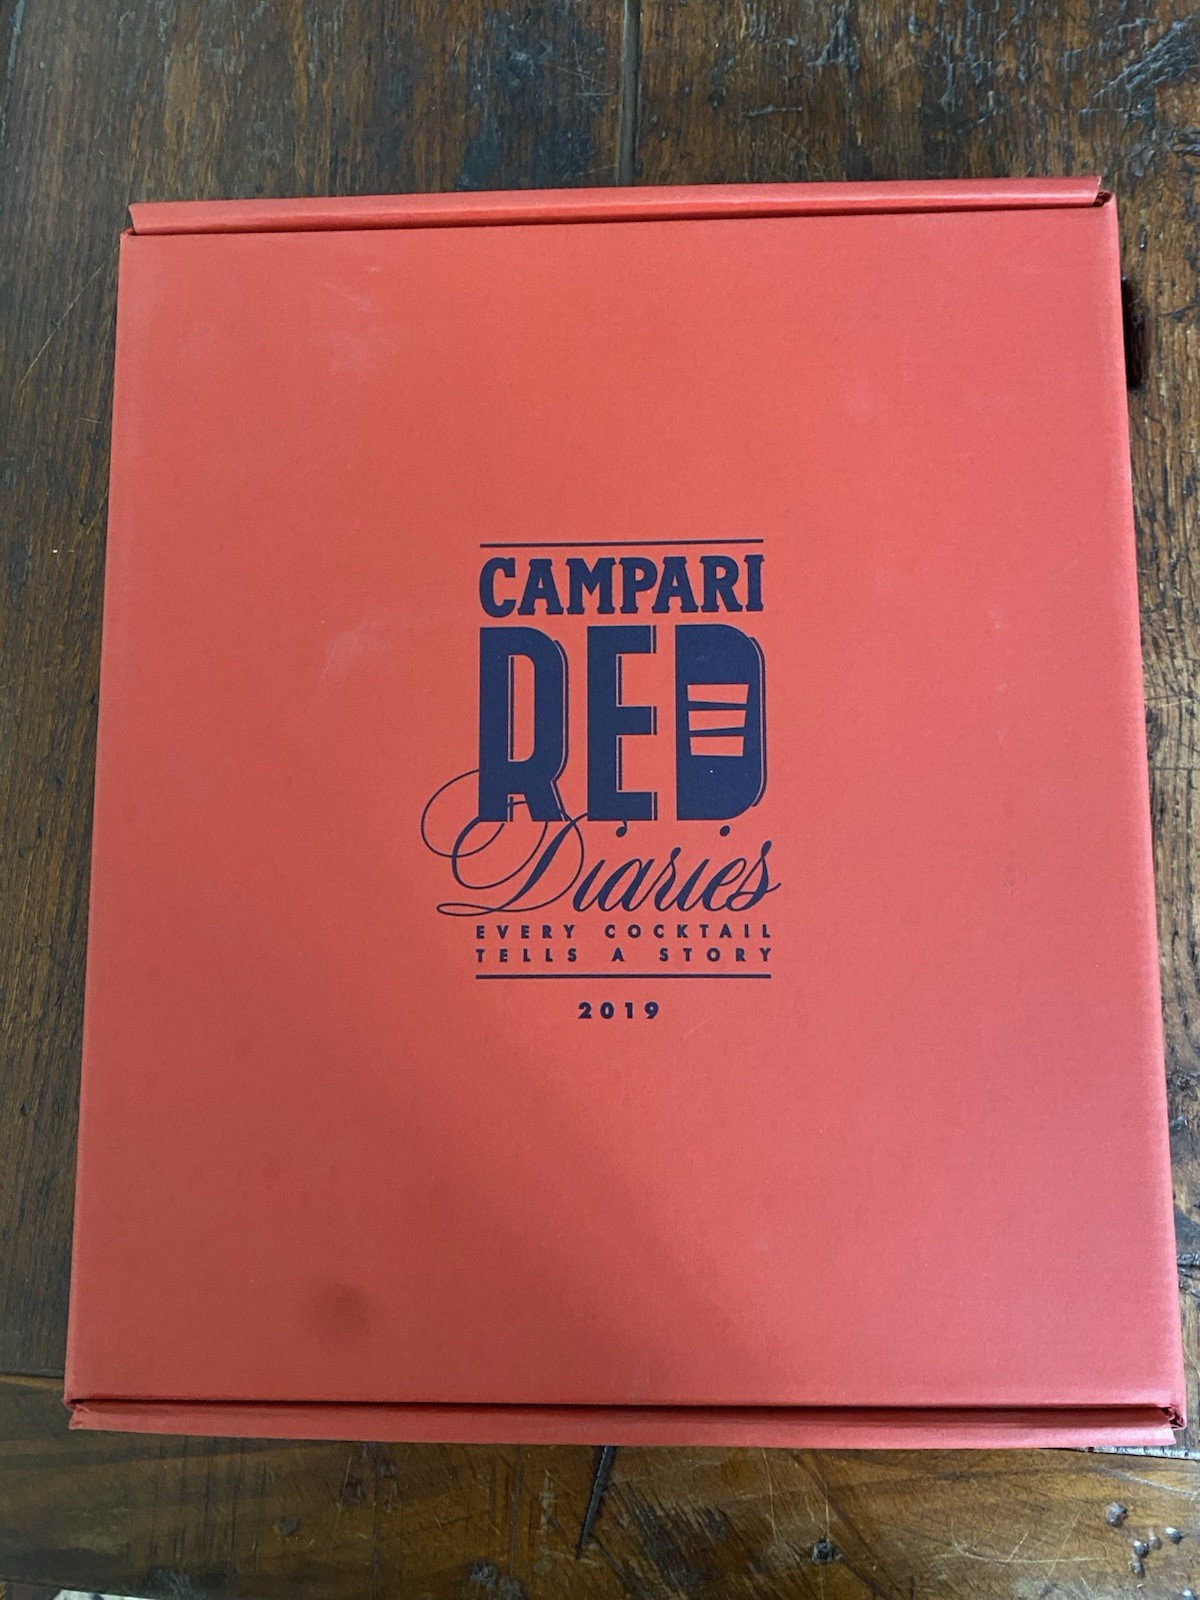 CAMPARI
RED
Diaries
EVERY COCKTAIL
TELLS A STORY
2019